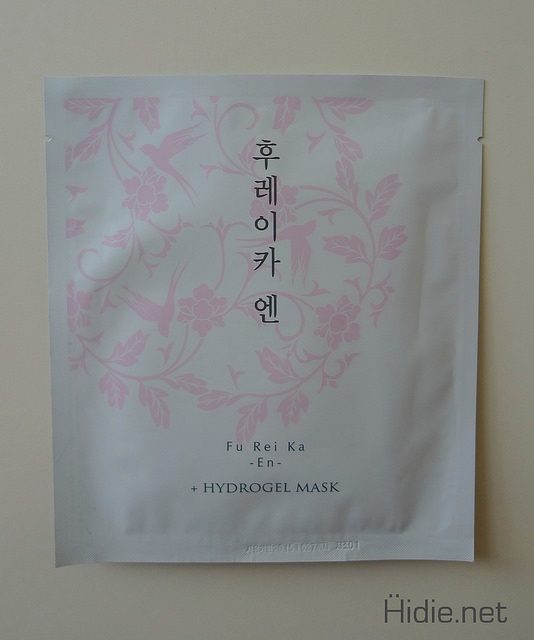 후레이카 엔
Fu Rei Ka
-En-
+ HYDROGEL MASK
Hidie.net